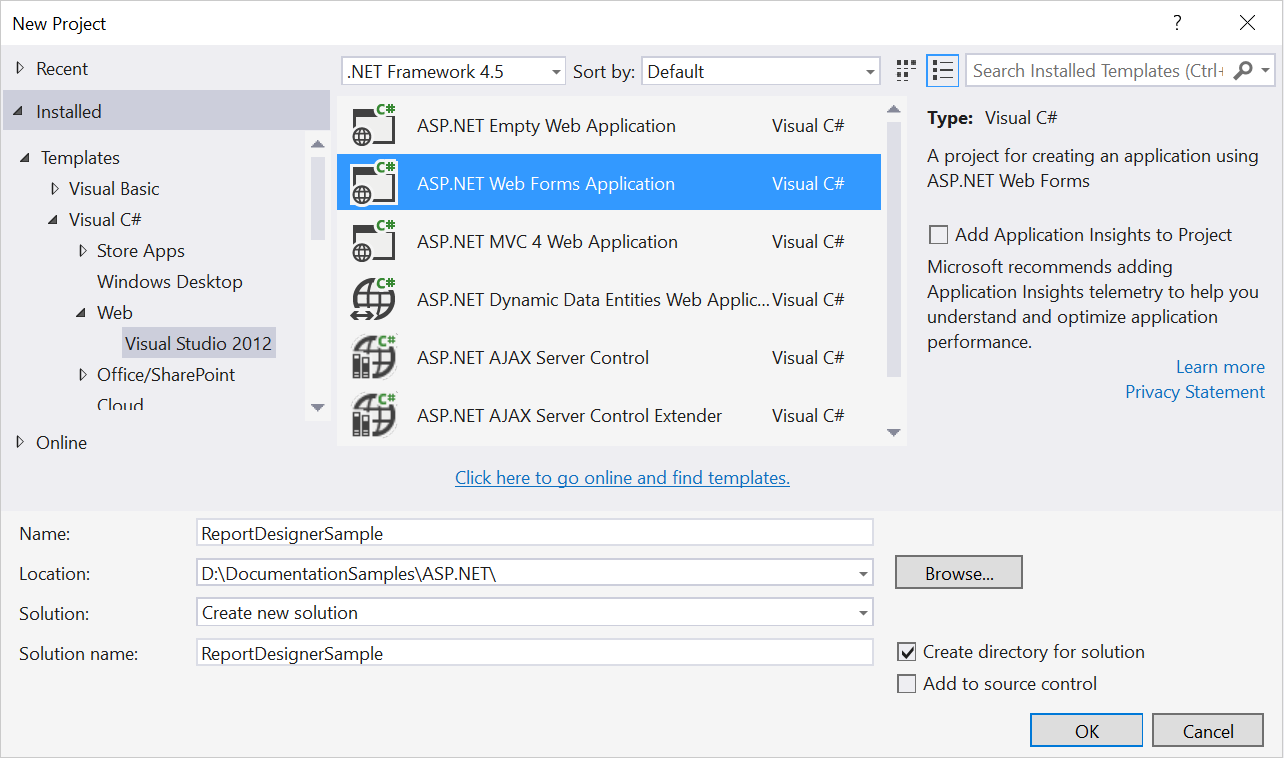 New Project
?
Recent
Installed
Templates
Visual Basic
Visual C#
Store Apps
Windows Desktop
Web
Visual Studio 2012
Office/SharePoint
Cloud
Online
.NET Framework 4.5
Sort by:
Default
Search Installed Templates (Ctrl+
C#
ASP.NET Empty Web Application
Visual C#
C#
ASP.NET Web Forms Application
Visual C#
C#
ASP.NET MVC 4 Web Application
Visual C#
C#
ASP.NET Dynamic Data Entities Web Applic...
Visual C#
C#
ASP.NET AJAX Server Control
Visual C#
C#
ASP.NET AJAX Server Control Extender
Visual C#
Click here to go online and find templates.
Type: Visual C#
A project for creating an application using
ASP.NET Web Forms
Add Application Insights to Project
Microsoft recommends adding
Application Insights telemetry to help you
understand and optimize application
performance.
Learn more
Privacy Statement
Name:
ReportDesignerSample
Location:
D:\DocumentationSamples\ASP.NET\
Browse...
Solution:
Create new solution
Solution name:
ReportDesignerSample
Create directory for solution
Add to source control
OK
Cancel